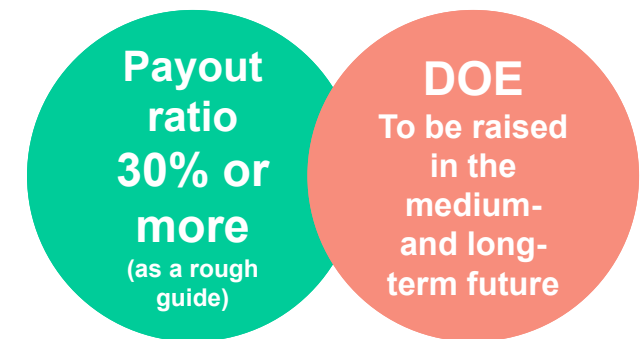 Payout
ratio
30% or
more
(as a rough
guide)
DOE
To be raised
in the
medium-
and long-
term future